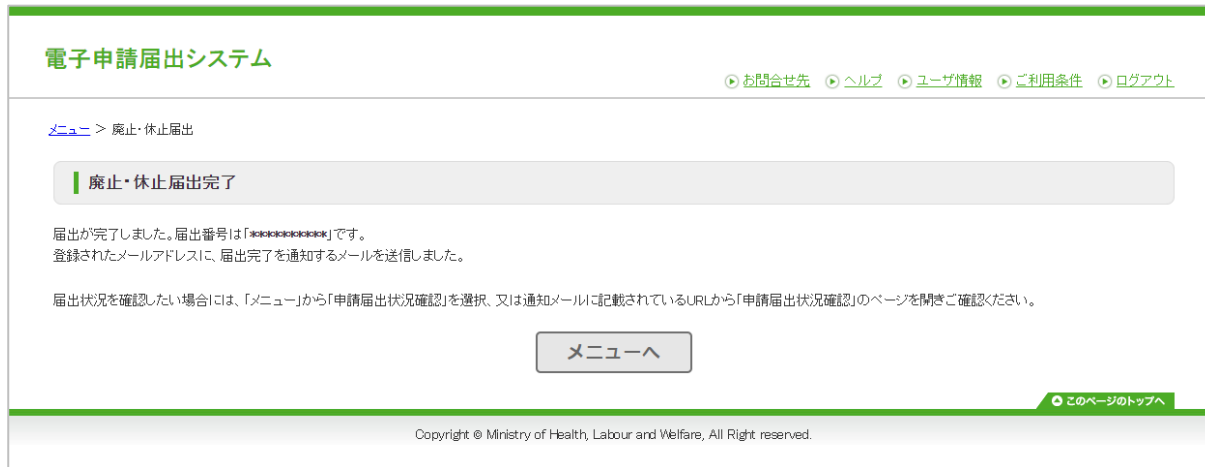 電子申請届出システム
お問合せ先 ヘルプ ユーザ情報 ご利用条件 ログアウト
メニュー > 廃止・休止届出
廃止・休止届出完了
届出が完了しました。届出番号は「***********」です。
登録されたメールアドレスに、届出完了を通知するメールを送信しました。
届出状況を確認したい場合には、「メニュー」から「申請届出状況確認」を選択、又は通知メールに記載されているURLから「申請届出状況確認」のページを開きご確認ください。
メニューへ
このページのトップへ
Copyright © Ministry of Health, Labour and Welfare, All Right reserved.